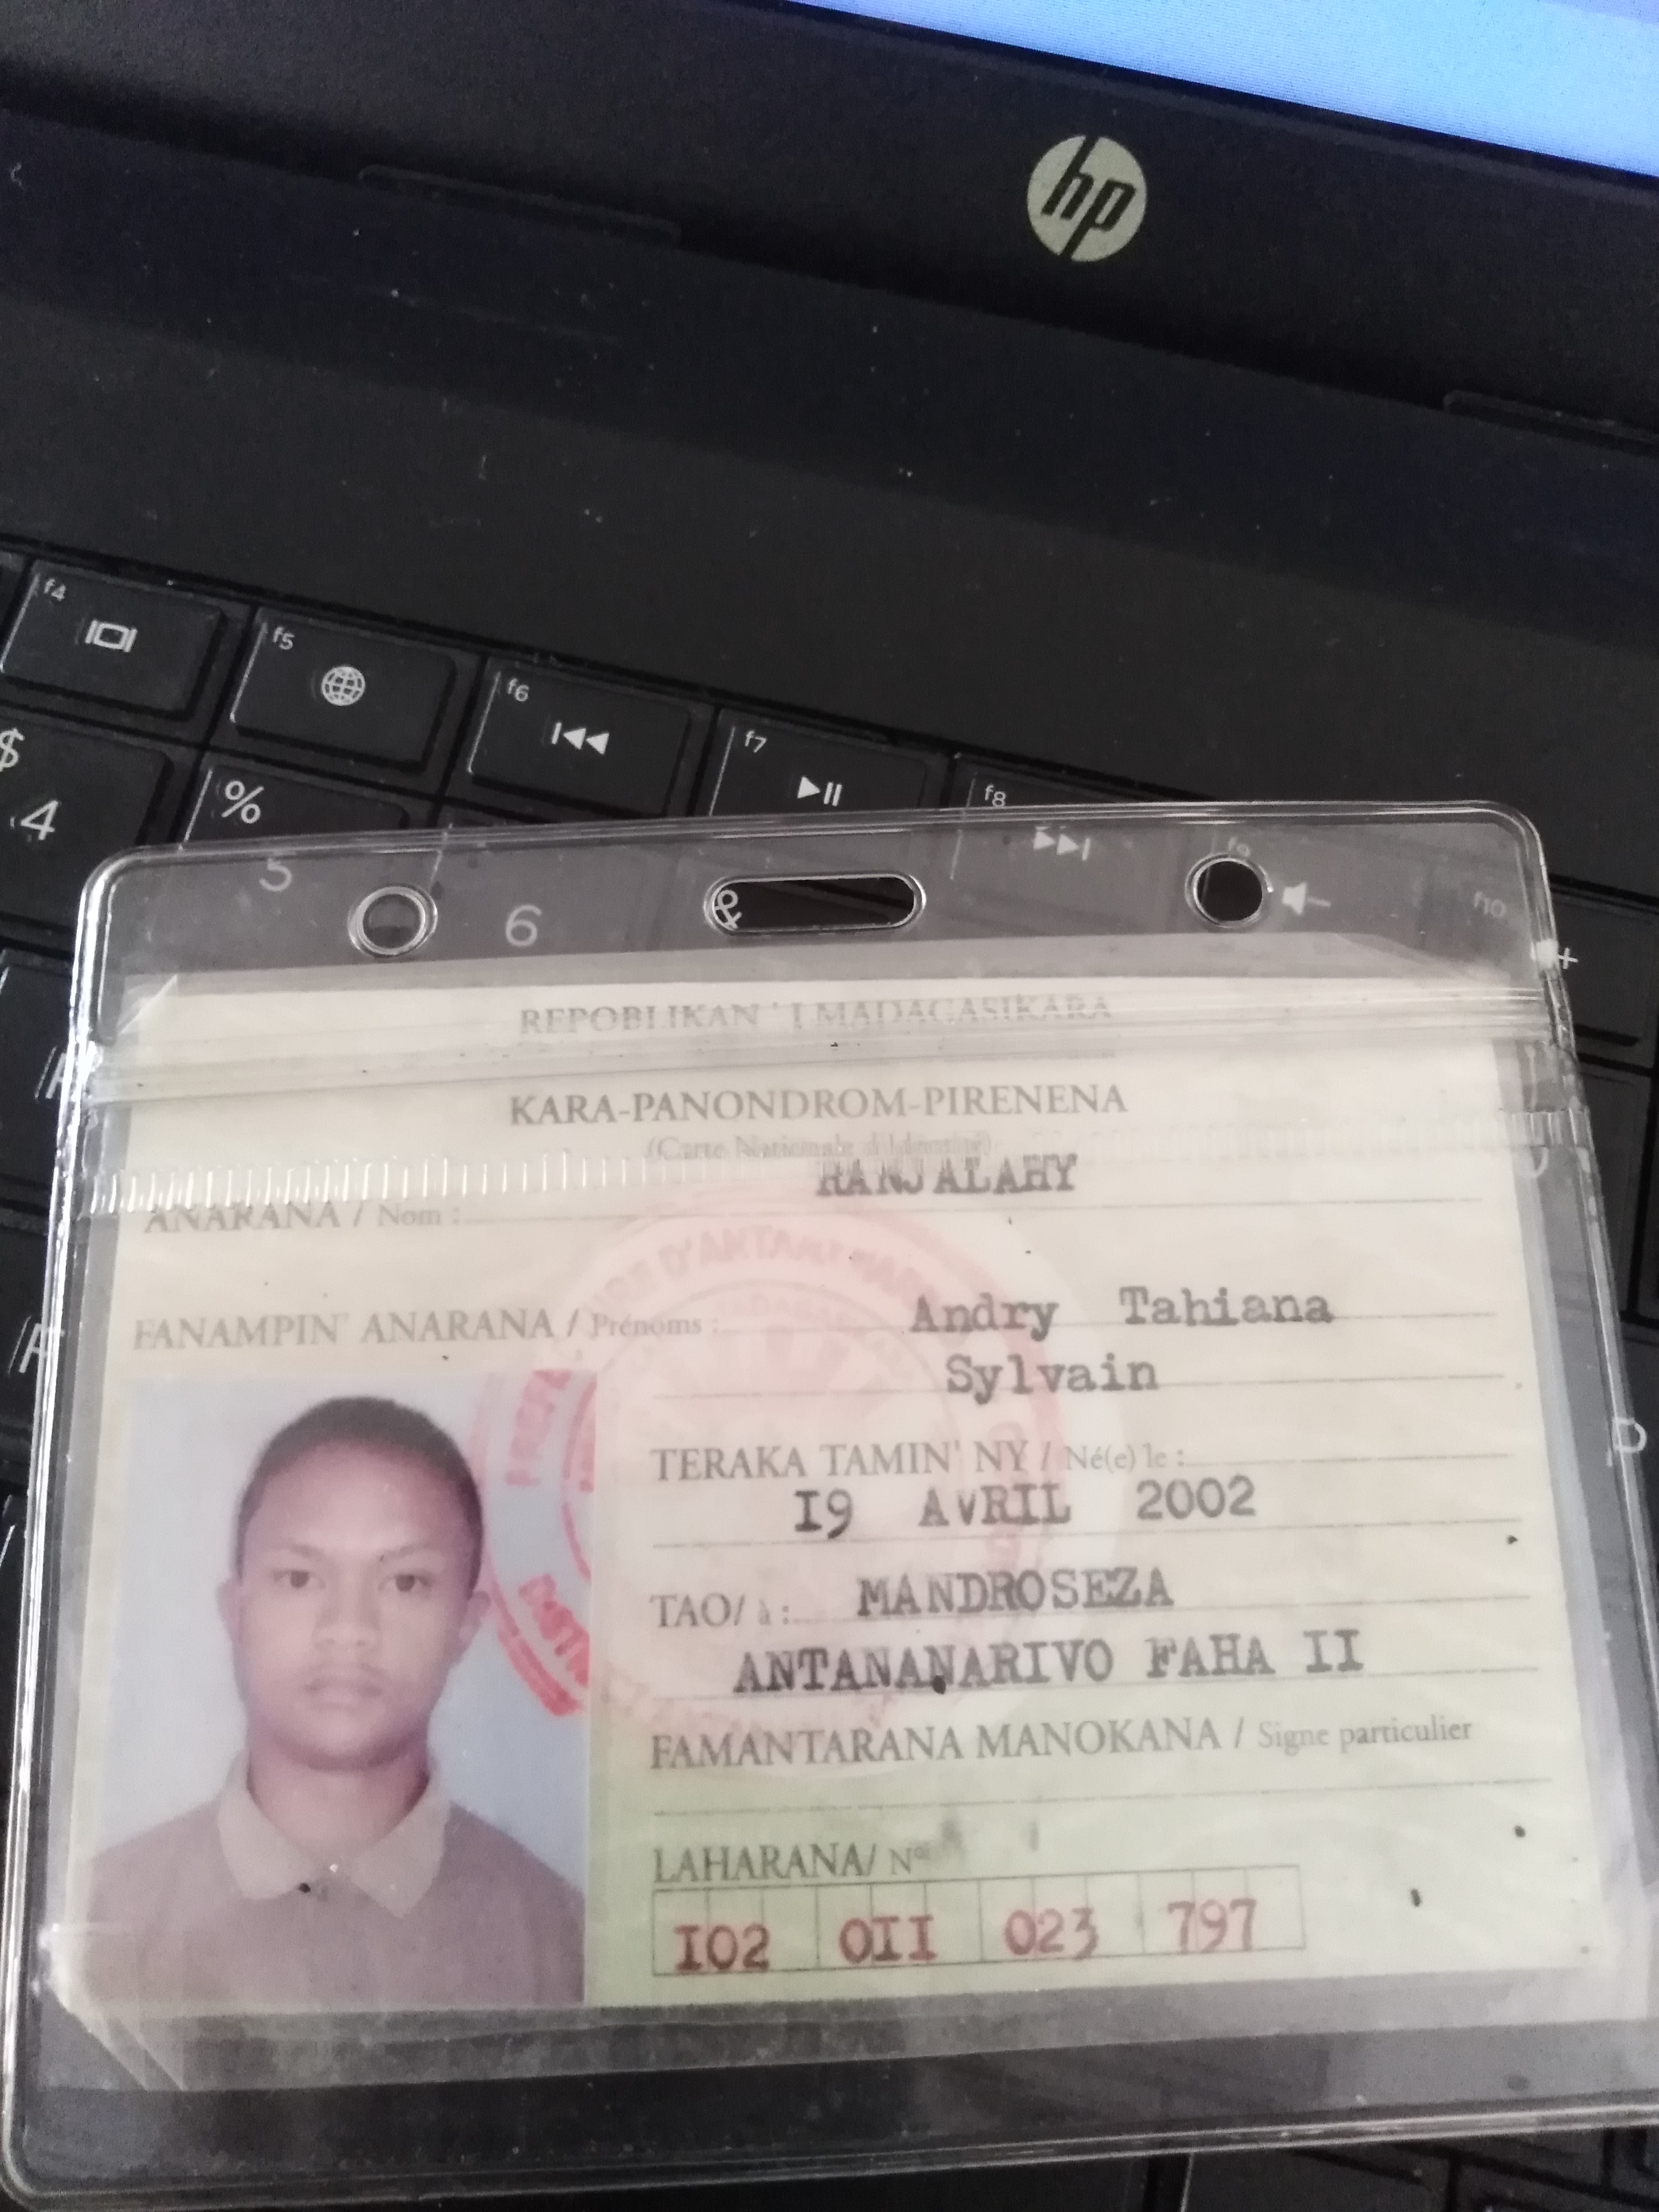 hp
f4
f5
f6
f7
f8
$
4
%
5
6
&
f9
f10
+
REPOBLIKAN ' I MADAGASIKARA
KARA-PANONDROM-PIRENENA
(Carte Nationale d'Identité)
RANJALAHY
ANARANA / Nom :
FANAMPIN' ANARANA / Prénoms : Andry Tahiana
Sylvain
TERAKA TAMIN' NY / Né(e) le :
I9 AVRIL 2002
TAO/ à : MANDROSEZA
ANTANANARIVO FAHA II
FAMANTARANA MANOKANA / Signe particulier
LAHARANA/ N°
I02 OII 023 797